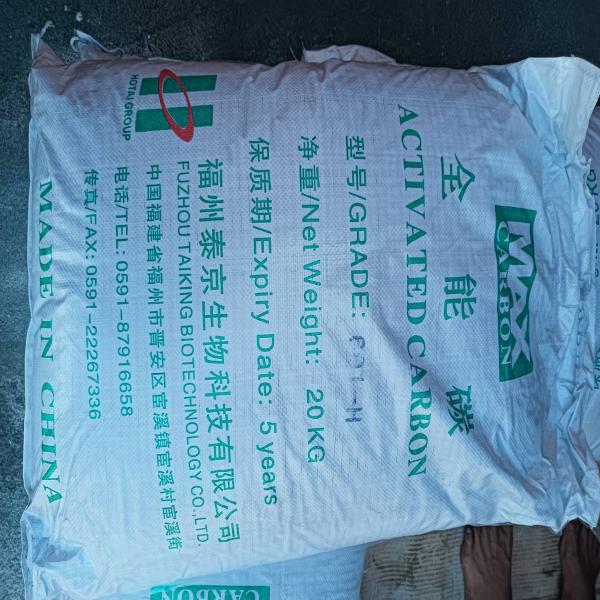 MAX
CARBON
全能碳
ACTIVATED CARBON
型号/GRADE:
净重/Net Weight: 20KG
保质期/Expiry Date: 5 years
HOTAI GROUP
福州泰京生物科技有限公司
FUZHOU TAIKING BIOTECHNOLOGY CO.,LTD.
中国福建省福州市晋安区宦溪镇宦溪村宦溪街
电话/TEL: 0591-87916658
传真/FAX: 0591-22267336
MADE IN CHINA
CARBON